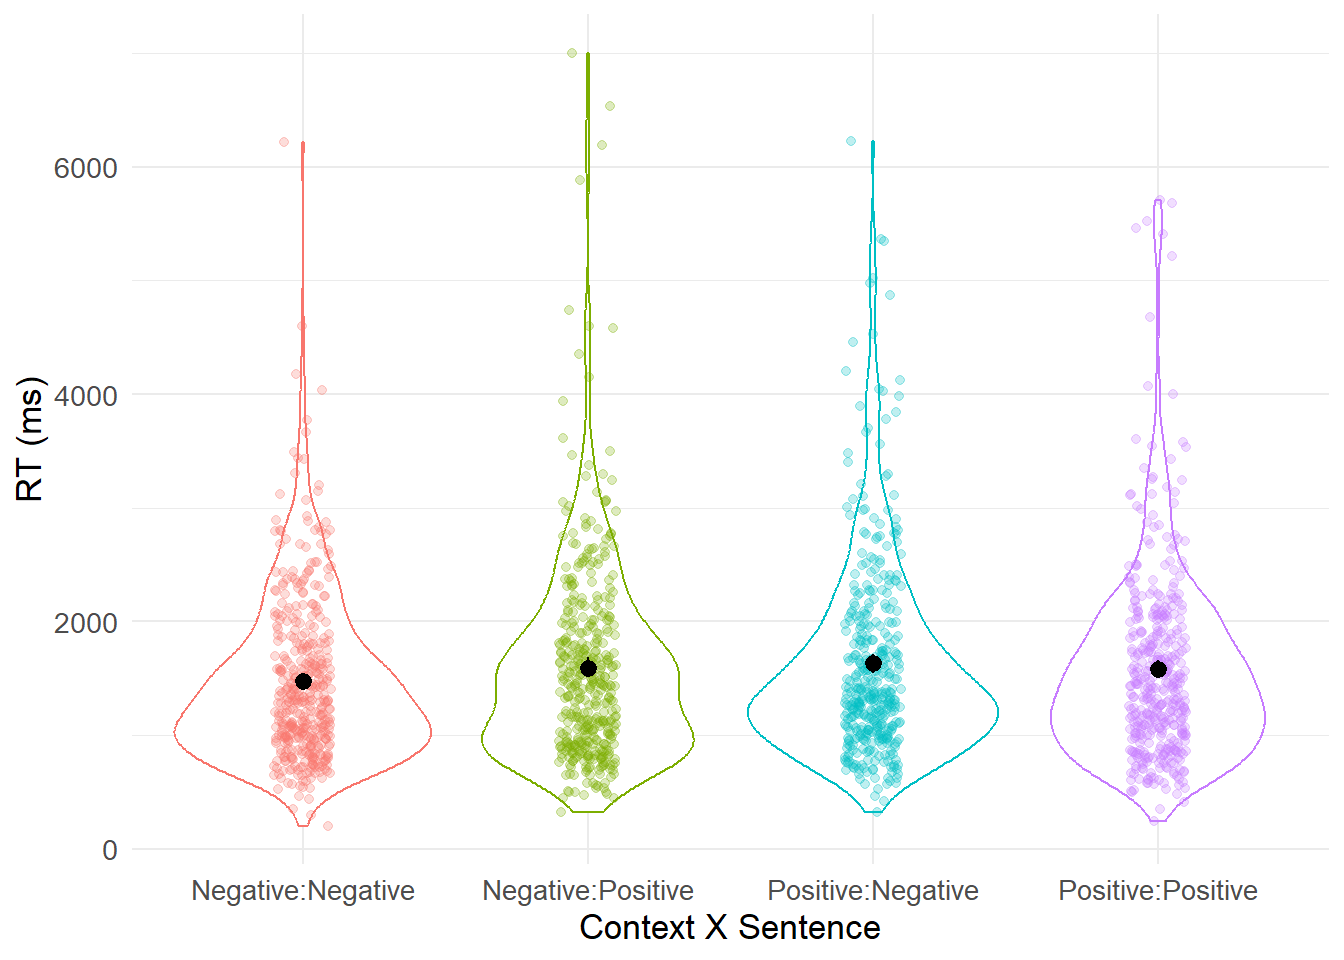 RT (ms)
6000
4000
2000
0
Negative:Negative
Negative:Positive
Positive:Negative
Positive:Positive
Context X Sentence